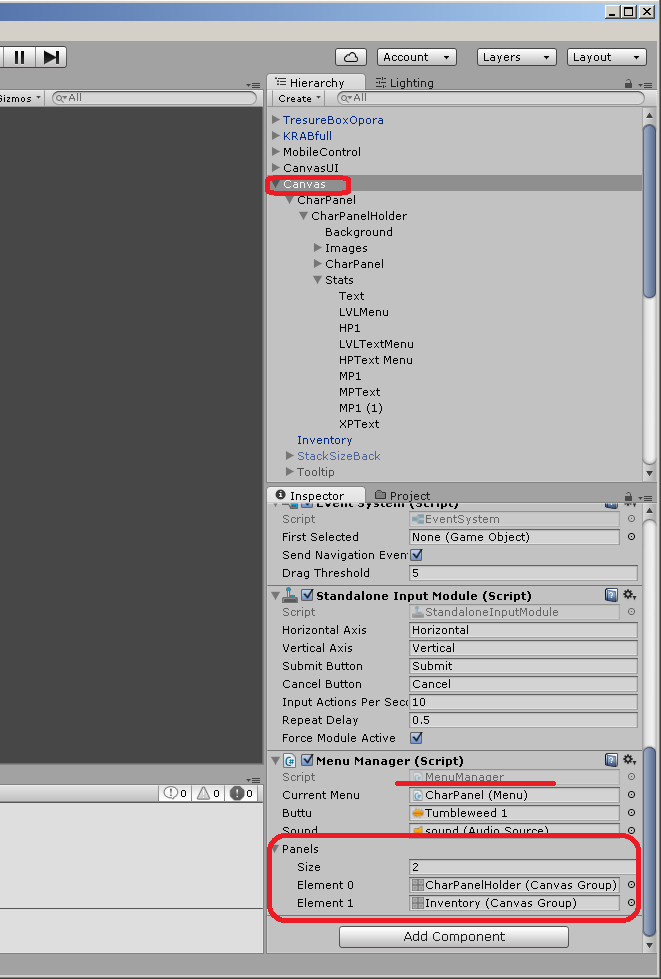 Account
Layers
Layout
Hierarchy
Lighting
Gizmos
All
Create
All
TresureBoxOpora
KRABfull
MobileControl
CanvasUI
Canvas
CharPanel
CharPanelHolder
Background
Images
CharPanel
Stats
Text
LVLMenu
HP1
LVLTextMenu
HPText Menu
MP1
MPText
MP1 (1)
XPText
Inventory
StackSizeBack
Tooltip
Inspector
Project
Event System (Script)
Script EventSystem
First Selected None (Game Object)
Send Navigation Event
Drag Threshold 5
Standalone Input Module (Script)
Script StandaloneInputModule
Horizontal Axis Horizontal
Vertical Axis Vertical
Submit Button Submit
Cancel Button Cancel
Input Actions Per Seco 10
Repeat Delay 0.5
Force Module Active
Menu Manager (Script)
Script MenuManager
Current Menu CharPanel (Menu)
Buttu Tumbleweed 1
Sound sound (Audio Source)
Panels
Size 2
Element 0 CharPanelHolder (Canvas Group)
Element 1 Inventory (Canvas Group)
0 0 0
Add Component